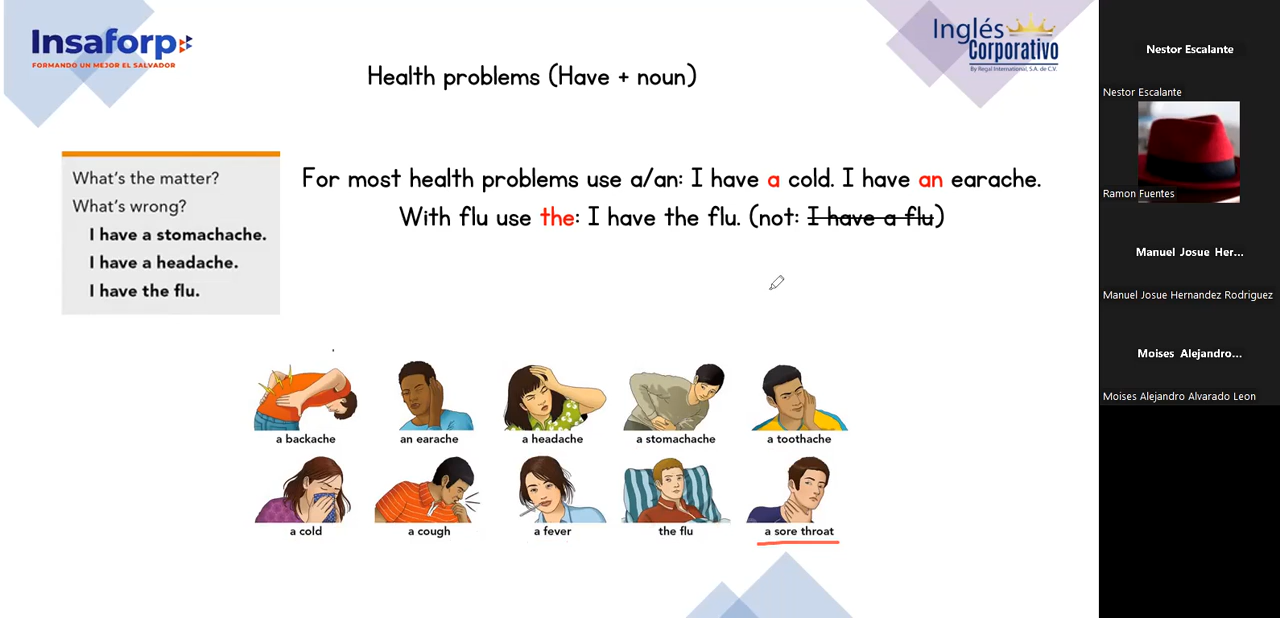 Insaforp
FORMANDO UN MEJOR EL SALVADOR
Inglés
Corporativo
By Regal International, S.A. de C.V.
Health problems (Have + noun)
What's the matter?
What's wrong?
I have a stomachache.
I have a headache.
I have the flu.
For most health problems use a/an: I have a cold. I have an earache.
With flu use the: I have the flu. (not: I have a flu)
a backache
an earache
a headache
a stomachache
a toothache
a cold
a cough
a fever
the flu
a sore throat
Nestor Escalante
Nestor Escalante
Ramon Fuentes
Manuel Josue Her...
Manuel Josue Hernandez Rodriguez
Moises Alejandro...
Moises Alejandro Alvarado Leon